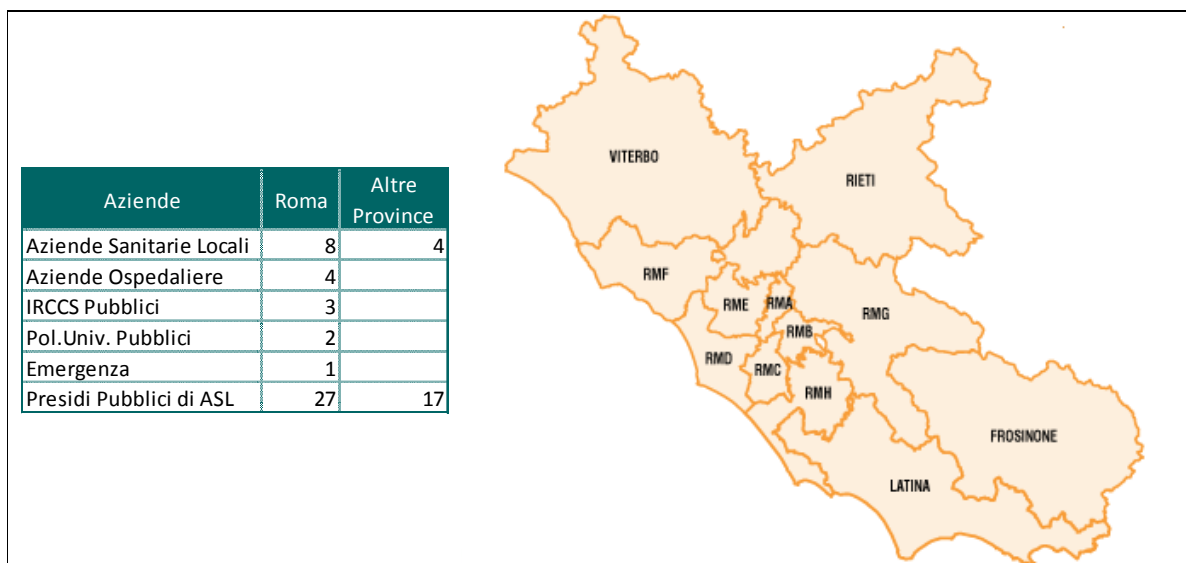 Aziende Roma Altre Province
Aziende Sanitarie Locali 8 4
Aziende Ospedaliere 4
IRCCS Pubblici 3
Pol.Univ. Pubblici 2
Emergenza 1
Presidi Pubblici di ASL 27 17
VITERBO
RIETI
RMF
RME
RMA
RMG
RMB
RMD
RMC
RMH
FROSINONE
LATINA